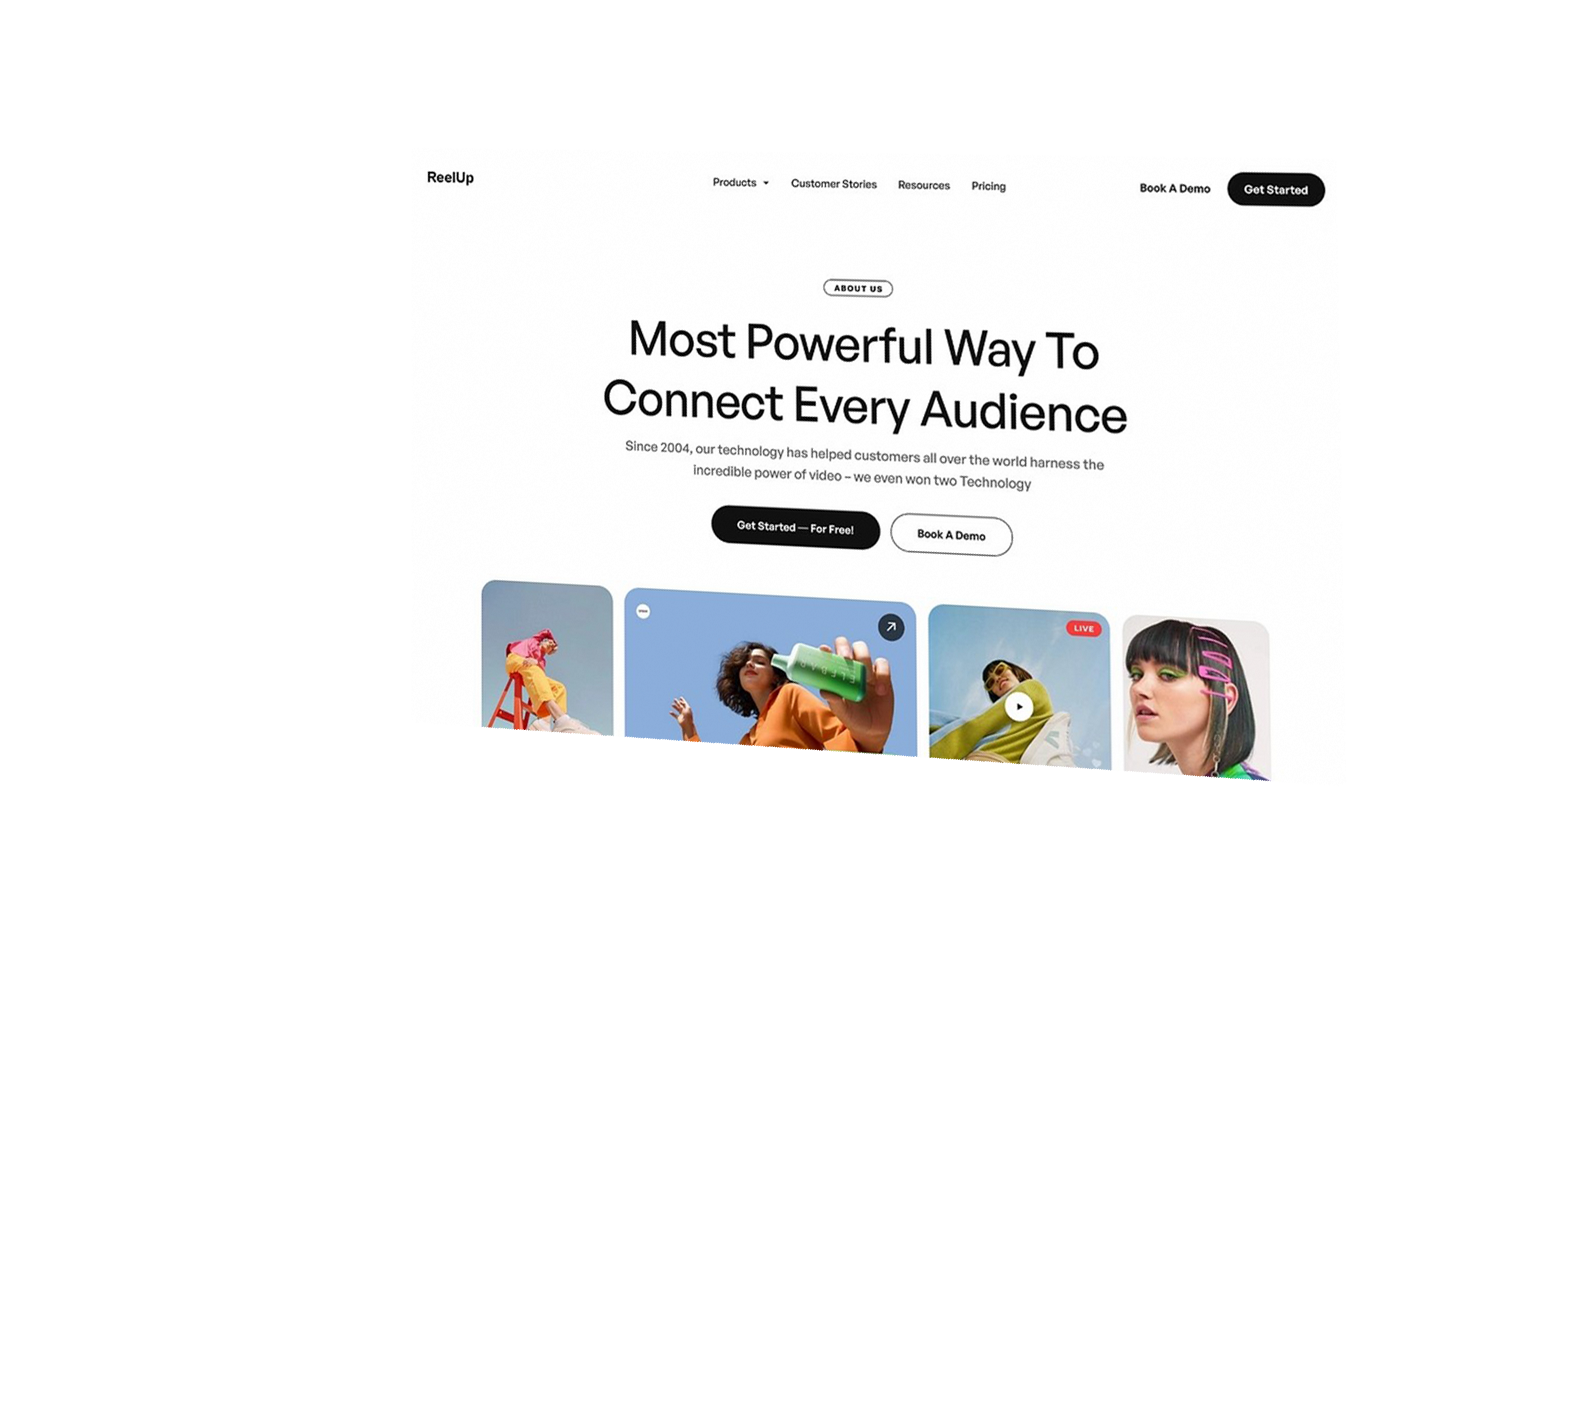 ReelUp
Products
Customer Stories
Resources
Pricing
Book A Demo
Get Started
ABOUT US
Most Powerful Way To
Connect Every Audience
Since 2004, our technology has helped customers all over the world harness the
incredible power of video – we even won two Technology
Get Started — For Free!
Book A Demo
LIVE